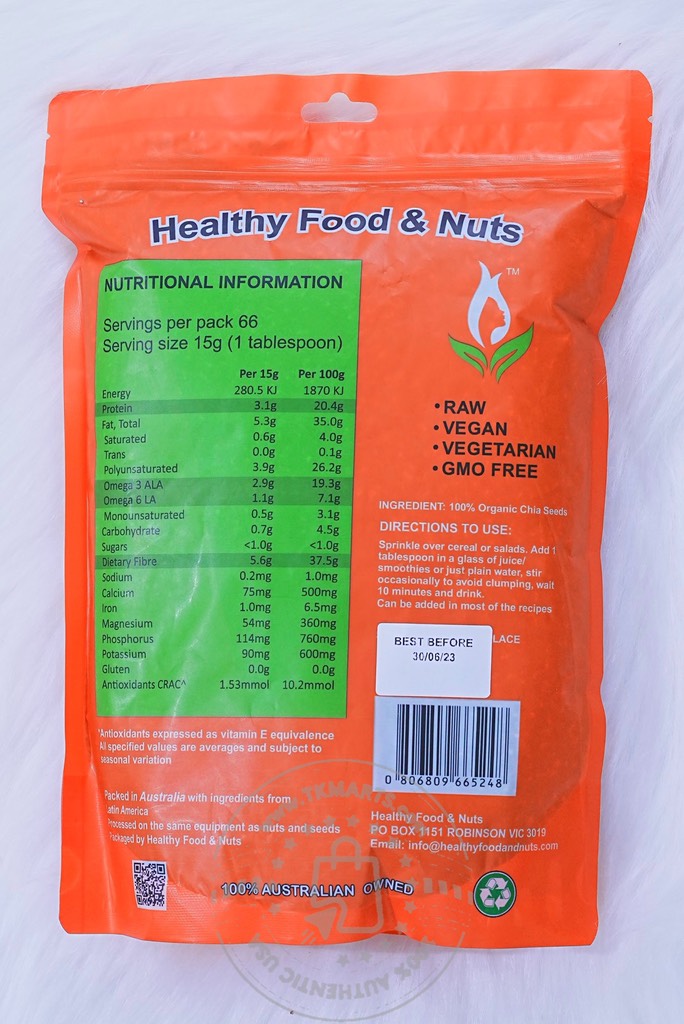 Healthy Food & Nuts
NUTRITIONAL INFORMATION
Servings per pack 66
Serving size 15g (1 tablespoon)
Per 15g Per 100g
Energy 280.5 KJ 1870 KJ
Protein 3.1g 20.4g
Fat, Total 5.3g 35.0g
Saturated 0.6g 4.0g
Trans 0.0g 0.1g
Polyunsaturated 3.9g 26.2g
Omega 3 ALA 2.9g 19.3g
Omega 6 LA 1.1g 7.1g
Monounsaturated 0.5g 3.1g
Carbohydrate 0.7g 4.5g
Sugars <1.0g <1.0g
Dietary Fibre 5.6g 37.5g
Sodium 0.2mg 1.0mg
Calcium 75mg 500mg
Iron 1.0mg 6.5mg
Magnesium 54mg 360mg
Phosphorus 114mg 760mg
Potassium 90mg 600mg
Gluten 0.0g 0.0g
Antioxidants CRAC^ 1.53mmol 10.2mmol
^Antioxidants expressed as vitamin E equivalence
All specified values are averages and subject to
seasonal variation
Packed in Australia with ingredients from
Latin America
Processed on the same equipment as nuts and seeds
Packaged by Healthy Food & Nuts
TM
• RAW
• VEGAN
• VEGETARIAN
• GMO FREE
INGREDIENT: 100% Organic Chia Seeds
DIRECTIONS TO USE:
Sprinkle over cereal or salads. Add 1
tablespoon in a glass of juice/
smoothies or just plain water, stir
occasionally to avoid clumping, wait
10 minutes and drink.
Can be added in most of the recipes
LACE
BEST BEFORE
30/06/23
0 806809 665248
Healthy Food & Nuts
PO BOX 1151 ROBINSON VIC 3019
Email: info@healthyfoodandnuts.com
100% AUSTRALIAN OWNED
WWW.TKMARTS.COM
100% AUTHENTIC USA